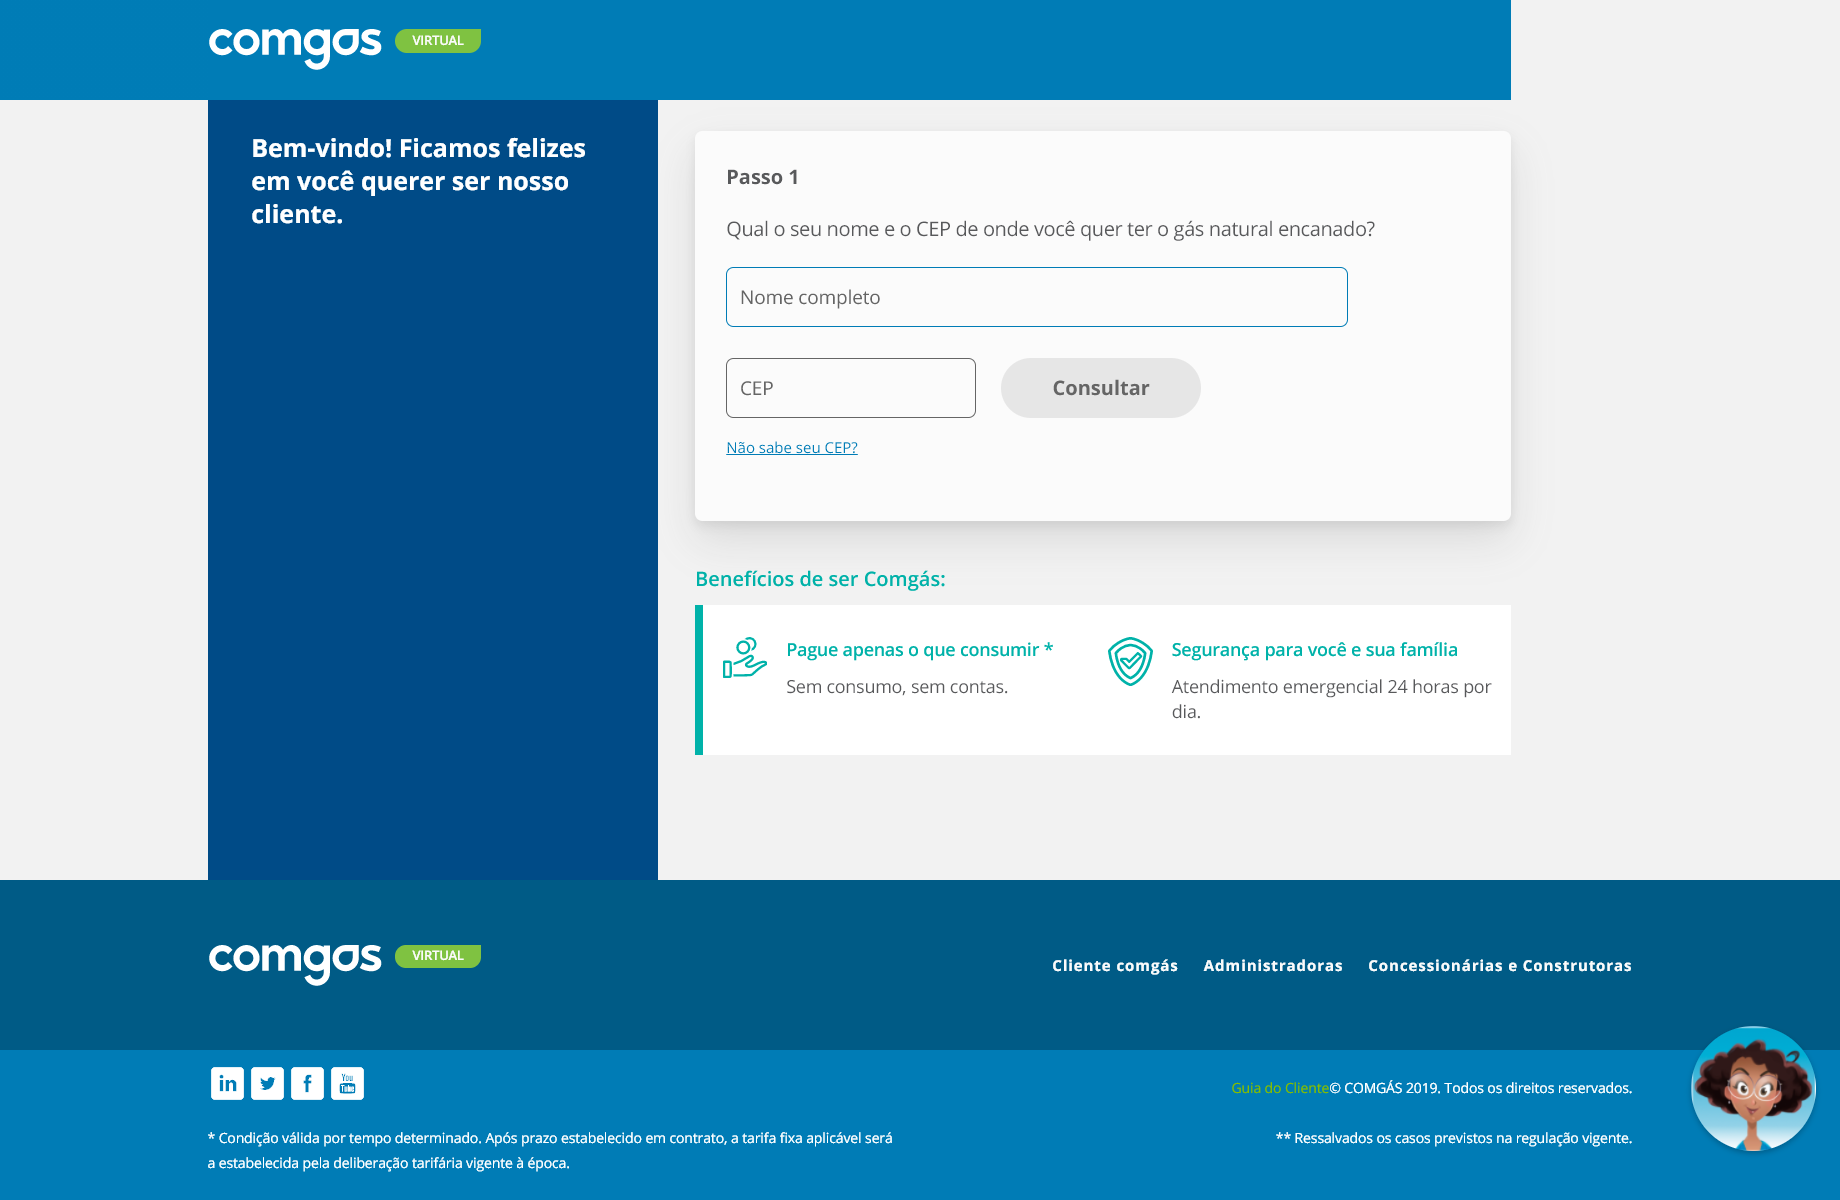 comgás VIRTUAL
Bem-vindo! Ficamos felizes
em você querer ser nosso
cliente.
Passo 1
Qual o seu nome e o CEP de onde você quer ter o gás natural encanado?
Nome completo
CEP
Consultar
Não sabe seu CEP?
Benefícios de ser Comgás:
Pague apenas o que consumir *
Sem consumo, sem contas.
Segurança para você e sua família
Atendimento emergencial 24 horas por
dia.
comgás VIRTUAL
Cliente comgás Administradoras Concessionárias e Construtoras
in f You Tube
Guia do Cliente© COMGÁS 2019. Todos os direitos reservados.
* Condição válida por tempo determinado. Após prazo estabelecido em contrato, a tarifa fixa aplicável será
a estabelecida pela deliberação tarifária vigente à época.
** Ressalvados os casos previstos na regulação vigente.